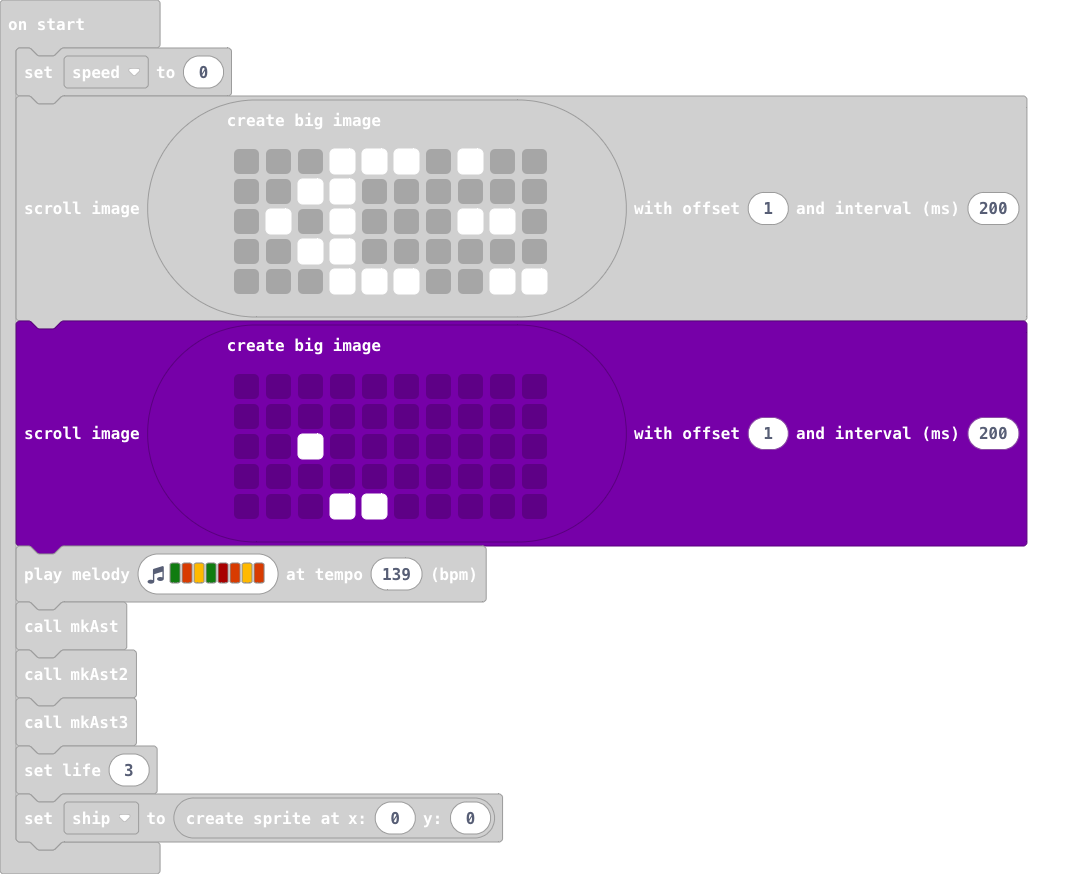 on start
set speed to 0
create big image
scroll image with offset 1 and interval (ms) 200
create big image
scroll image with offset 1 and interval (ms) 200
play melody at tempo 139 (bpm)
call mkAst
call mkAst2
call mkAst3
set life 3
set ship to create sprite at x: 0 y: 0